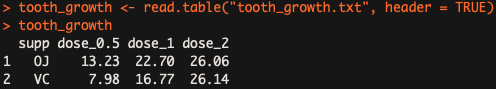 > tooth_growth <- read.table("tooth_growth.txt", header = TRUE)
> tooth_growth
  supp dose_0.5 dose_1 dose_2
1   OJ    13.23  22.70  26.06
2   VC     7.98  16.77  26.14